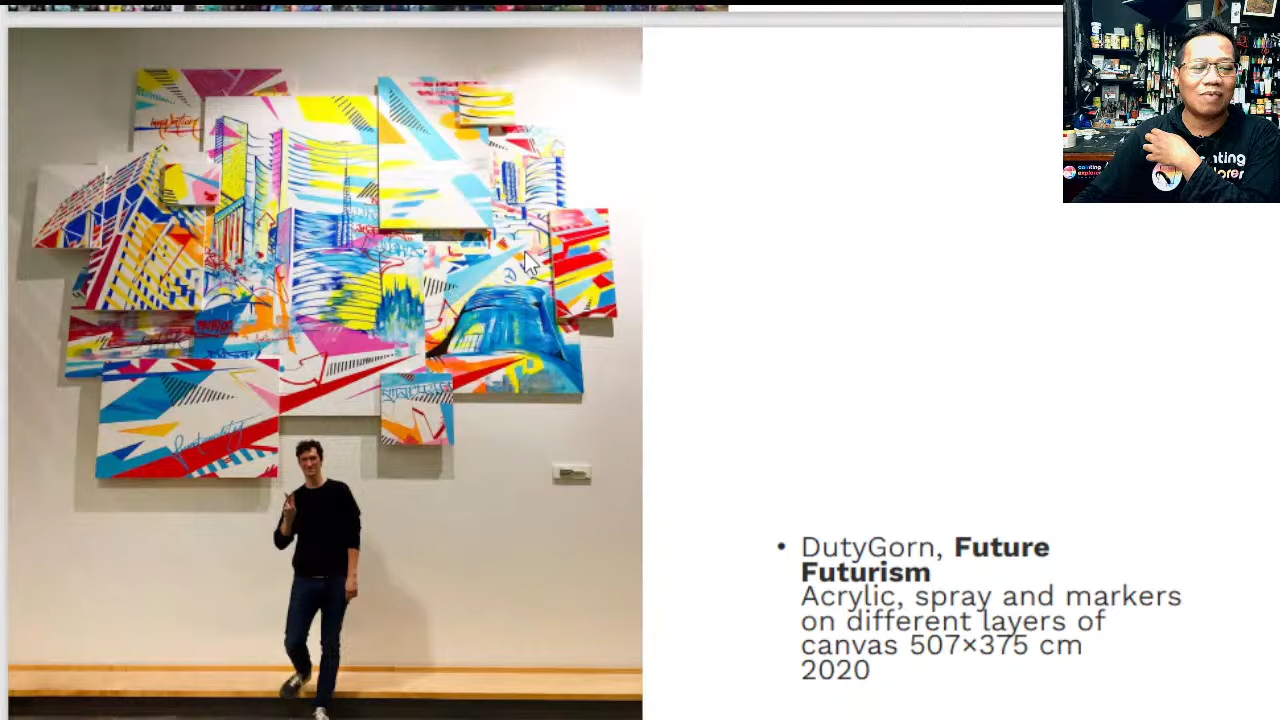 • DutyGorn, Future
Futurism
Acrylic, spray and markers
on different layers of
canvas 507×375 cm
2020